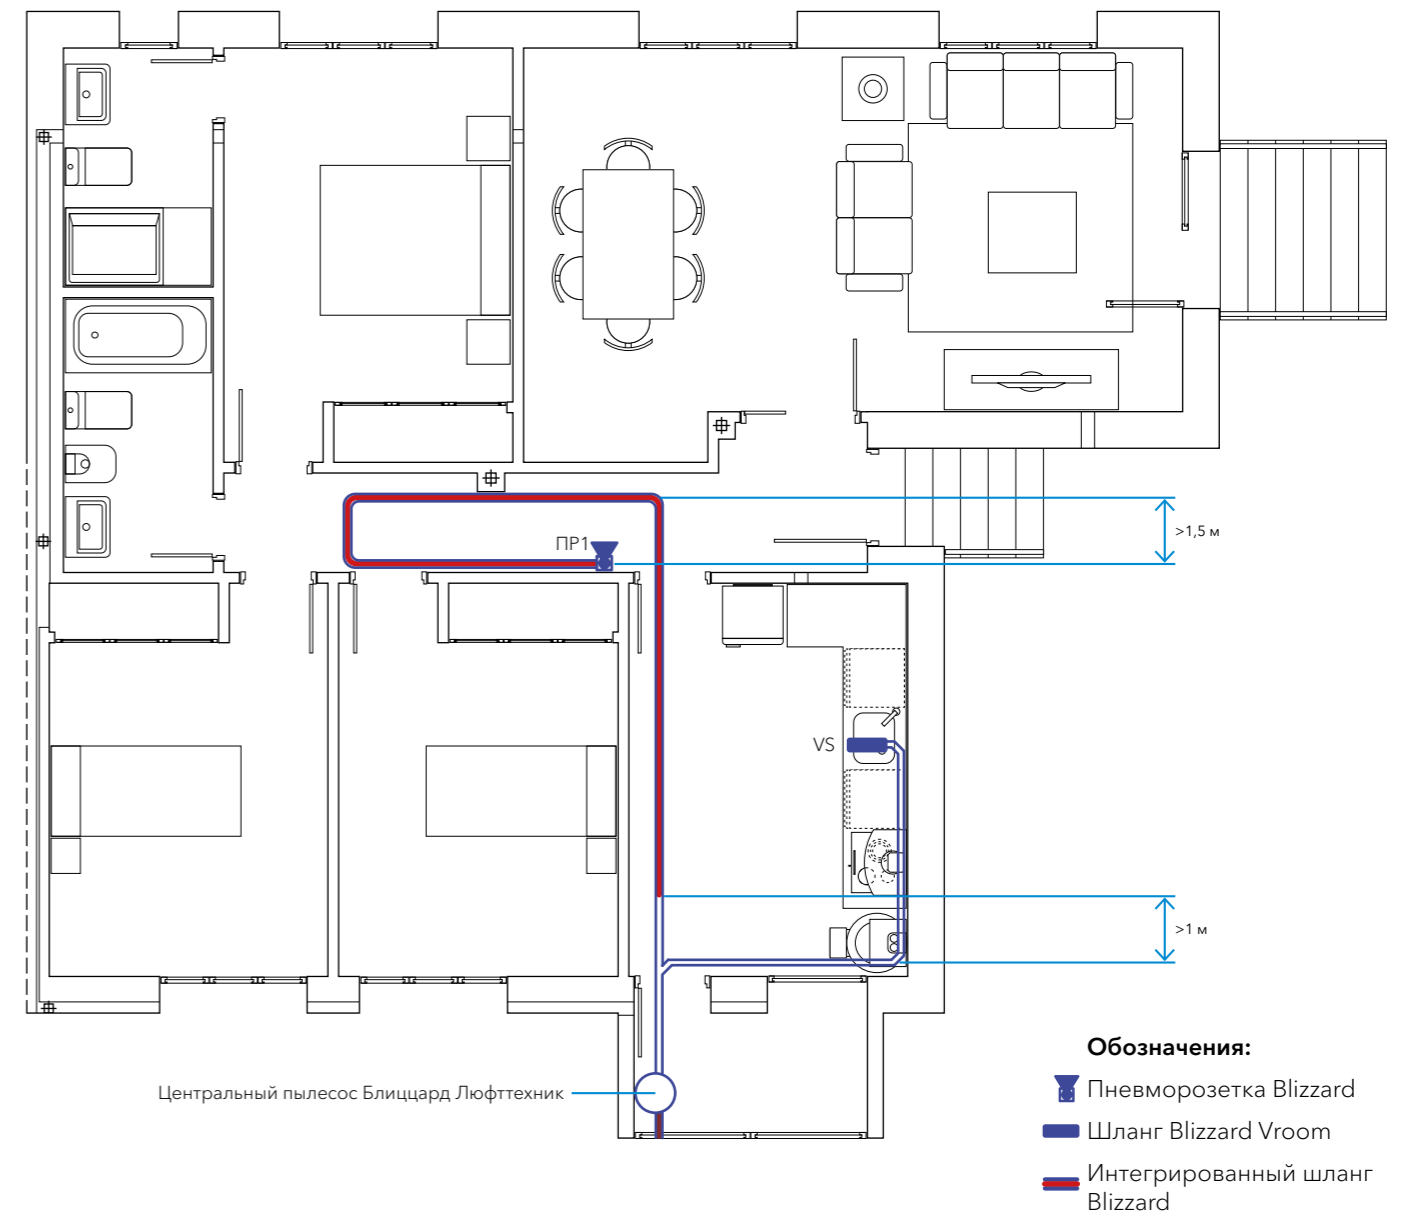 ПР1
>1,5 м
VS
>1 м
Центральный пылесос Блиццард Люфттехник
Обозначения:
Пневморозетка Blizzard
Шланг Blizzard Vroom
Интегрированный шланг
Blizzard